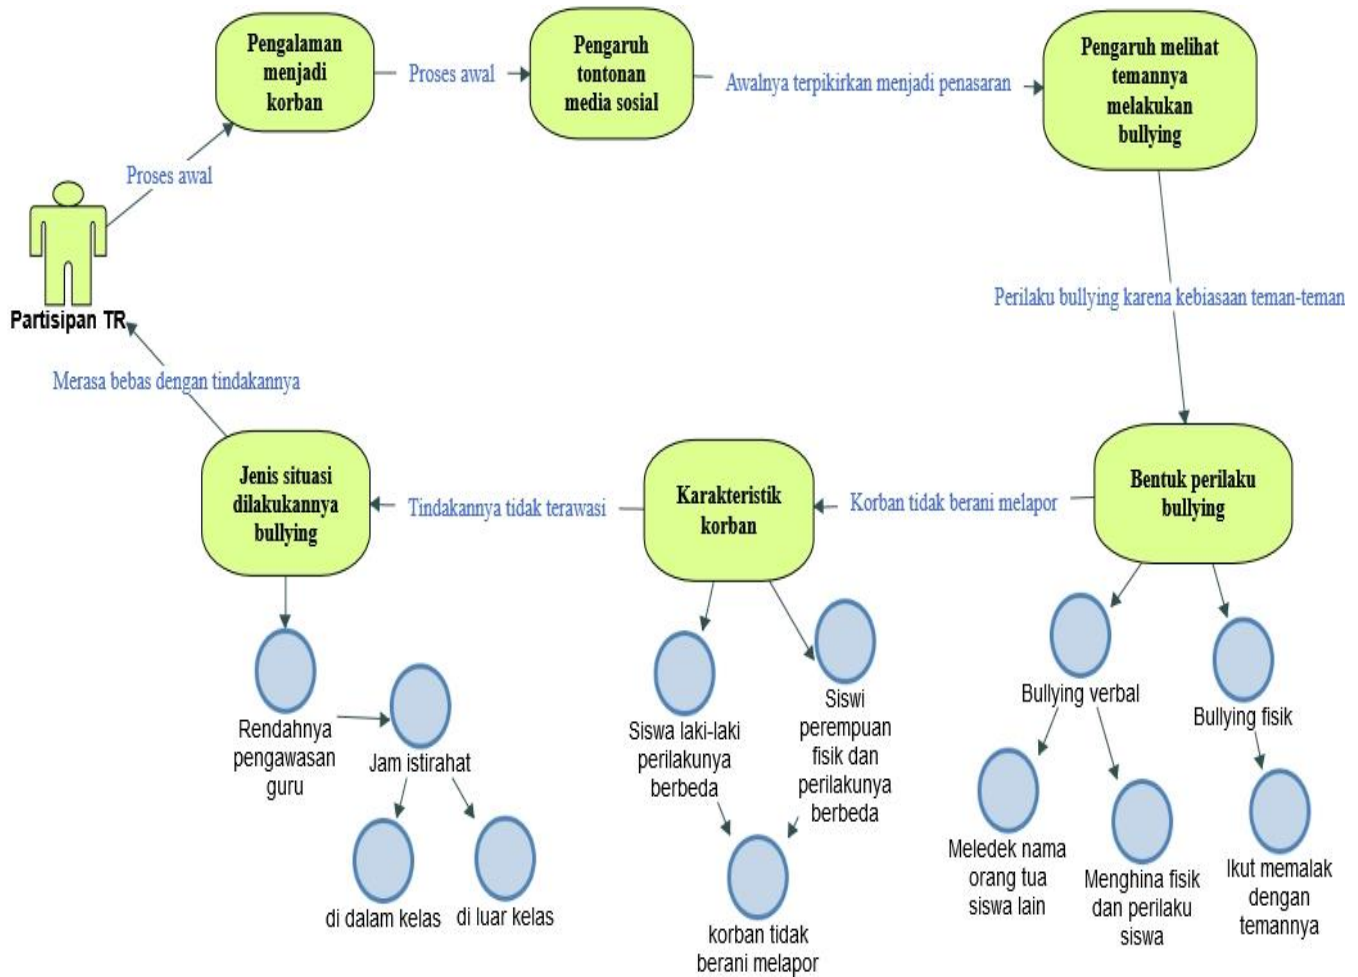 Pengalaman
menjadi
korban
Proses awal
Pengaruh
tontonan
media sosial
Awalnya terpikirkan menjadi penasaran
Pengaruh melihat
temannya
melakukan
bullying
Proses awal
Partisipan TR
Perilaku bullying karena kebiasaan teman-teman
Merasa bebas dengan tindakannya
Jenis situasi
dilakukannya
bullying
Tindakannya tidak terawasi
Karakteristik
korban
Korban tidak berani melapor
Bentuk perilaku
bullying
Rendahnya
pengawasan
guru
Jam istirahat
di dalam kelas
di luar kelas
Siswa laki-laki
perilakunya
berbeda
Siswi
perempuan
fisik dan
perilakunya
berbeda
korban tidak
berani melapor
Bullying verbal
Bullying fisik
Meledek nama
orang tua
siswa lain
Menghina fisik
dan perilaku
siswa
Ikut memalak
dengan
temannya